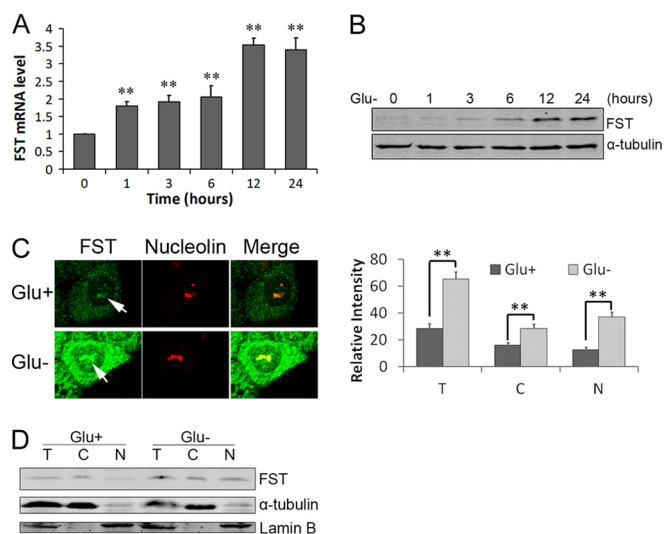 A
FST mRNA level
4
3.5
3
2.5
2
1.5
1
0.5
0
** ** ** ** **
0 1 3 6 12 24
Time (hours)
B
Glu- 0 1 3 6 12 24 (hours)
FST
α-tubulin
C
FST Nucleolin Merge
Glu+
Glu-
Relative Intensity
80
60
40
20
0
Glu+ Glu-
** ** **
T C N
D
Glu+ Glu-
T C N T C N
FST
α-tubulin
Lamin B